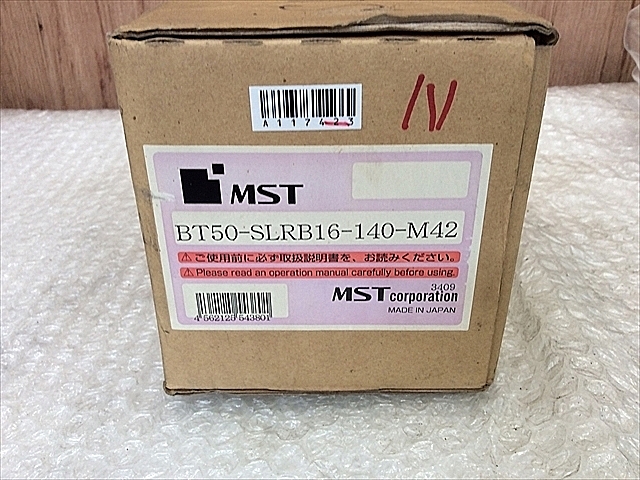 A117423
IV
MST
BT50-SLRB16-140-M42
⚠ご使用前に必ず取扱説明書を、お読みください。
⚠Please read an operation manual carefully before using.
4562125543801
3409
MST corporation
MADE IN JAPAN